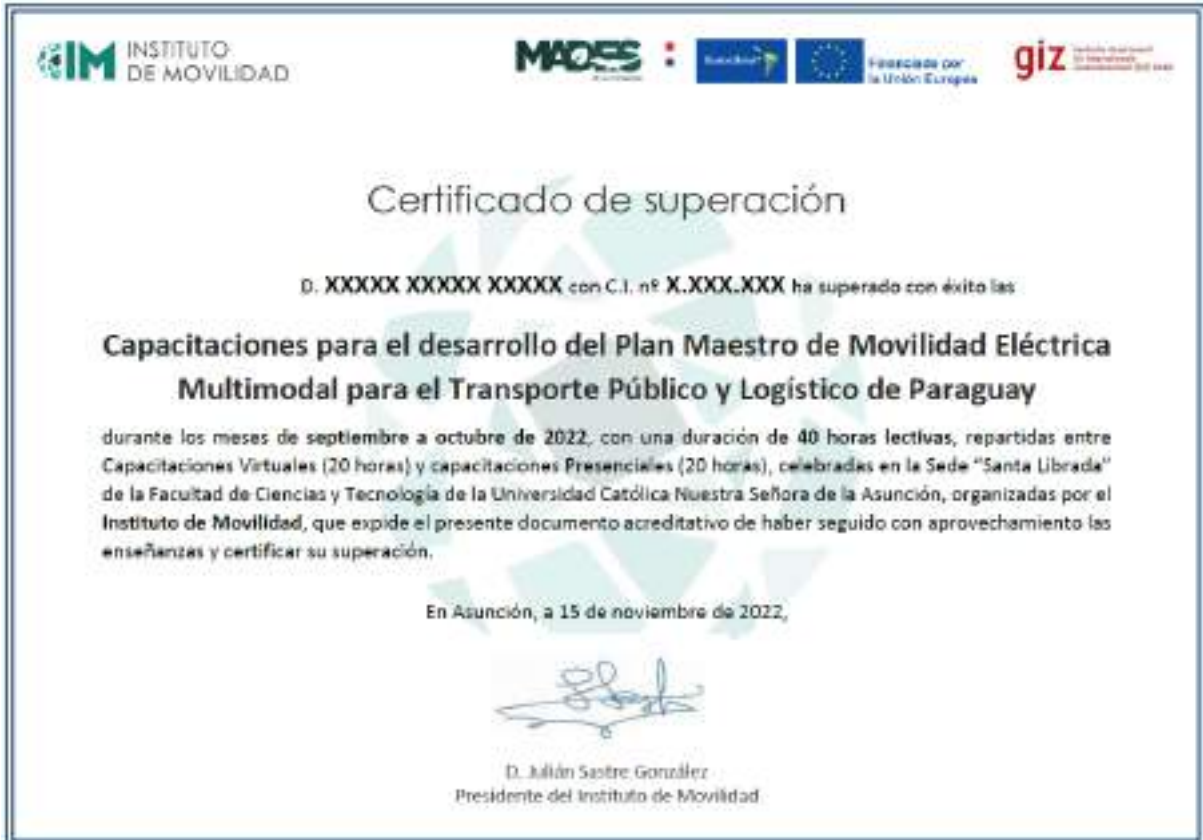 IM INSTITUTO
DE MOVILIDAD
MADES
Financiado por
la Unión Europea
giz
Certificado de superación
D. XXXXX XXXXX XXXXX con C.I. nº X.XXX.XXX ha superado con éxito las
Capacitaciones para el desarrollo del Plan Maestro de Movilidad Eléctrica
Multimodal para el Transporte Público y Logístico de Paraguay
durante los meses de septiembre a octubre de 2022, con una duración de 40 horas lectivas, repartidas entre
Capacitaciones Virtuales (20 horas) y capacitaciones Presenciales (20 horas), celebradas en la Sede “Santa Librada”
de la Facultad de Ciencias y Tecnología de la Universidad Católica Nuestra Señora de la Asunción, organizadas por el
Instituto de Movilidad, que expide el presente documento acreditativo de haber seguido con aprovechamiento las
enseñanzas y certificar su superación.
En Asunción, a 15 de noviembre de 2022,
D. Julián Sastre González
Presidente del Instituto de Movilidad